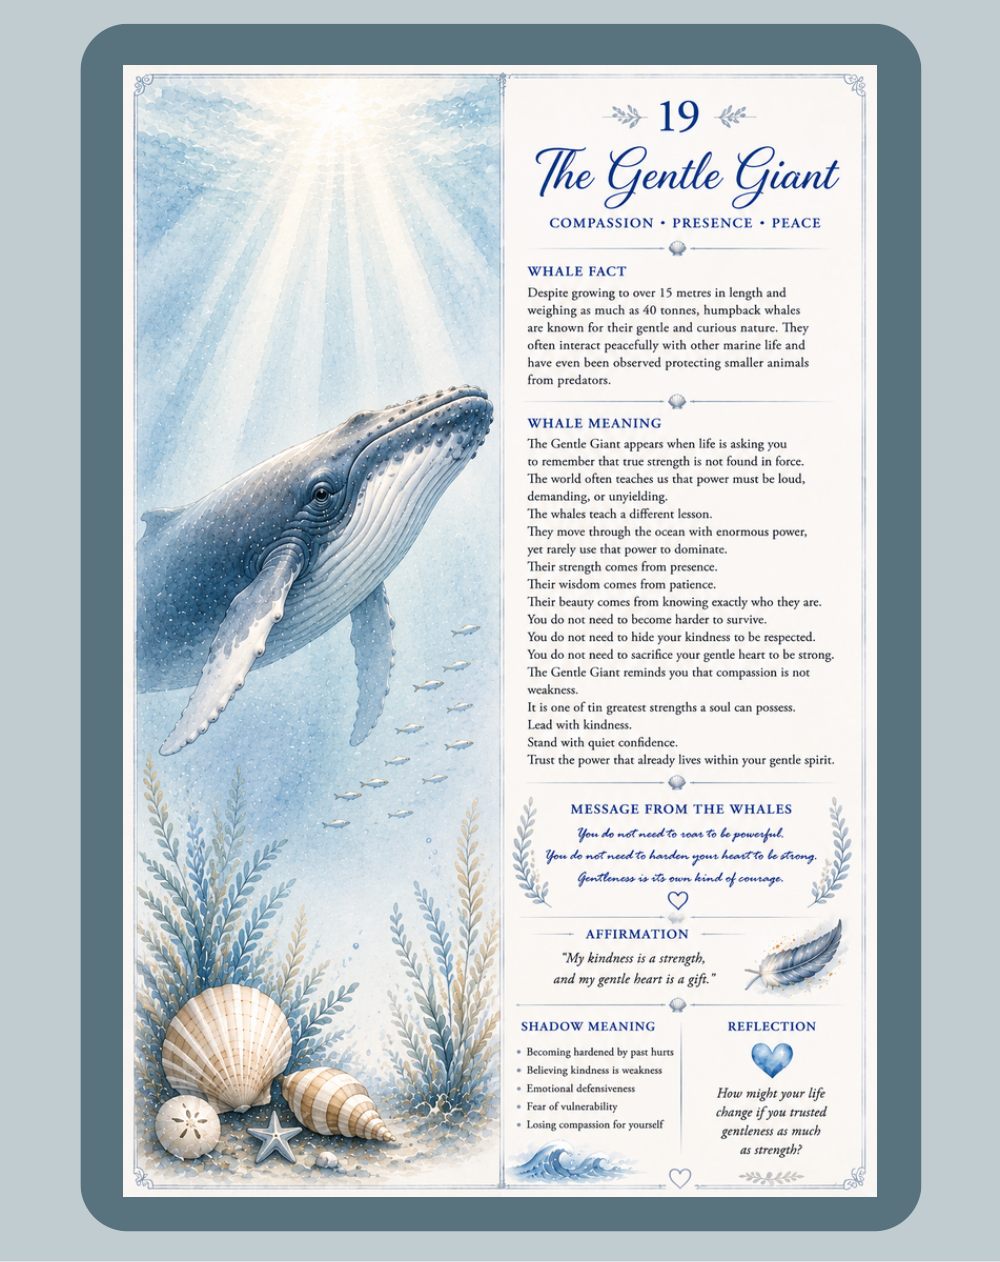 19
The Gentle Giant
COMPASSION • PRESENCE • PEACE
WHALE FACT
Despite growing to over 15 metres in length and
weighing as much as 40 tonnes, humpback whales
are known for their gentle and curious nature. They
often interact peacefully with other marine life and
have even been observed protecting smaller animals
from predators.
WHALE MEANING
The Gentle Giant appears when life is asking you
to remember that true strength is not found in force.
The world often teaches us that power must be loud,
demanding, or unyielding.
The whales teach a different lesson.
They move through the ocean with enormous power,
yet rarely use that power to dominate.
Their strength comes from presence.
Their wisdom comes from patience.
Their beauty comes from knowing exactly who they are.
You do not need to become harder to survive.
You do not need to hide your kindness to be respected.
You do not need to sacrifice your gentle heart to be strong.
The Gentle Giant reminds you that compassion is not
weakness.
It is one of tin greatest strengths a soul can possess.
Lead with kindness.
Stand with quiet confidence.
Trust the power that already lives within your gentle spirit.
MESSAGE FROM THE WHALES
You do not need to roar to be powerful.
You do not need to harden your heart to be strong.
Gentleness is its own kind of courage.
AFFIRMATION
"My kindness is a strength,
and my gentle heart is a gift."
SHADOW MEANING
• Becoming hardened by past hurts
• Believing kindness is weakness
• Emotional defensiveness
• Fear of vulnerability
• Losing compassion for yourself
REFLECTION
How might your life
change if you trusted
gentleness as much
as strength?